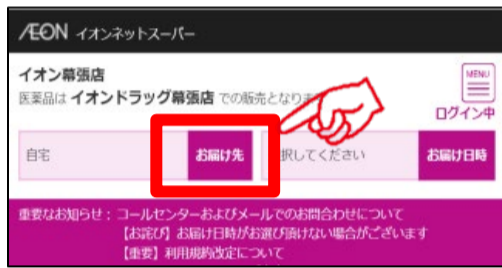 ÆON イオンネットスーパー
イオン幕張店
医薬品は イオンドラッグ幕張店 での販売となりま
MENU
ログイン中
自宅 お届け先 択してください お届け日時
重要なお知らせ： コールセンターおよびメールでのお問合わせについて
【お詫び】お届け日時がお選び頂けない場合がございます
【重要】利用規約改定について